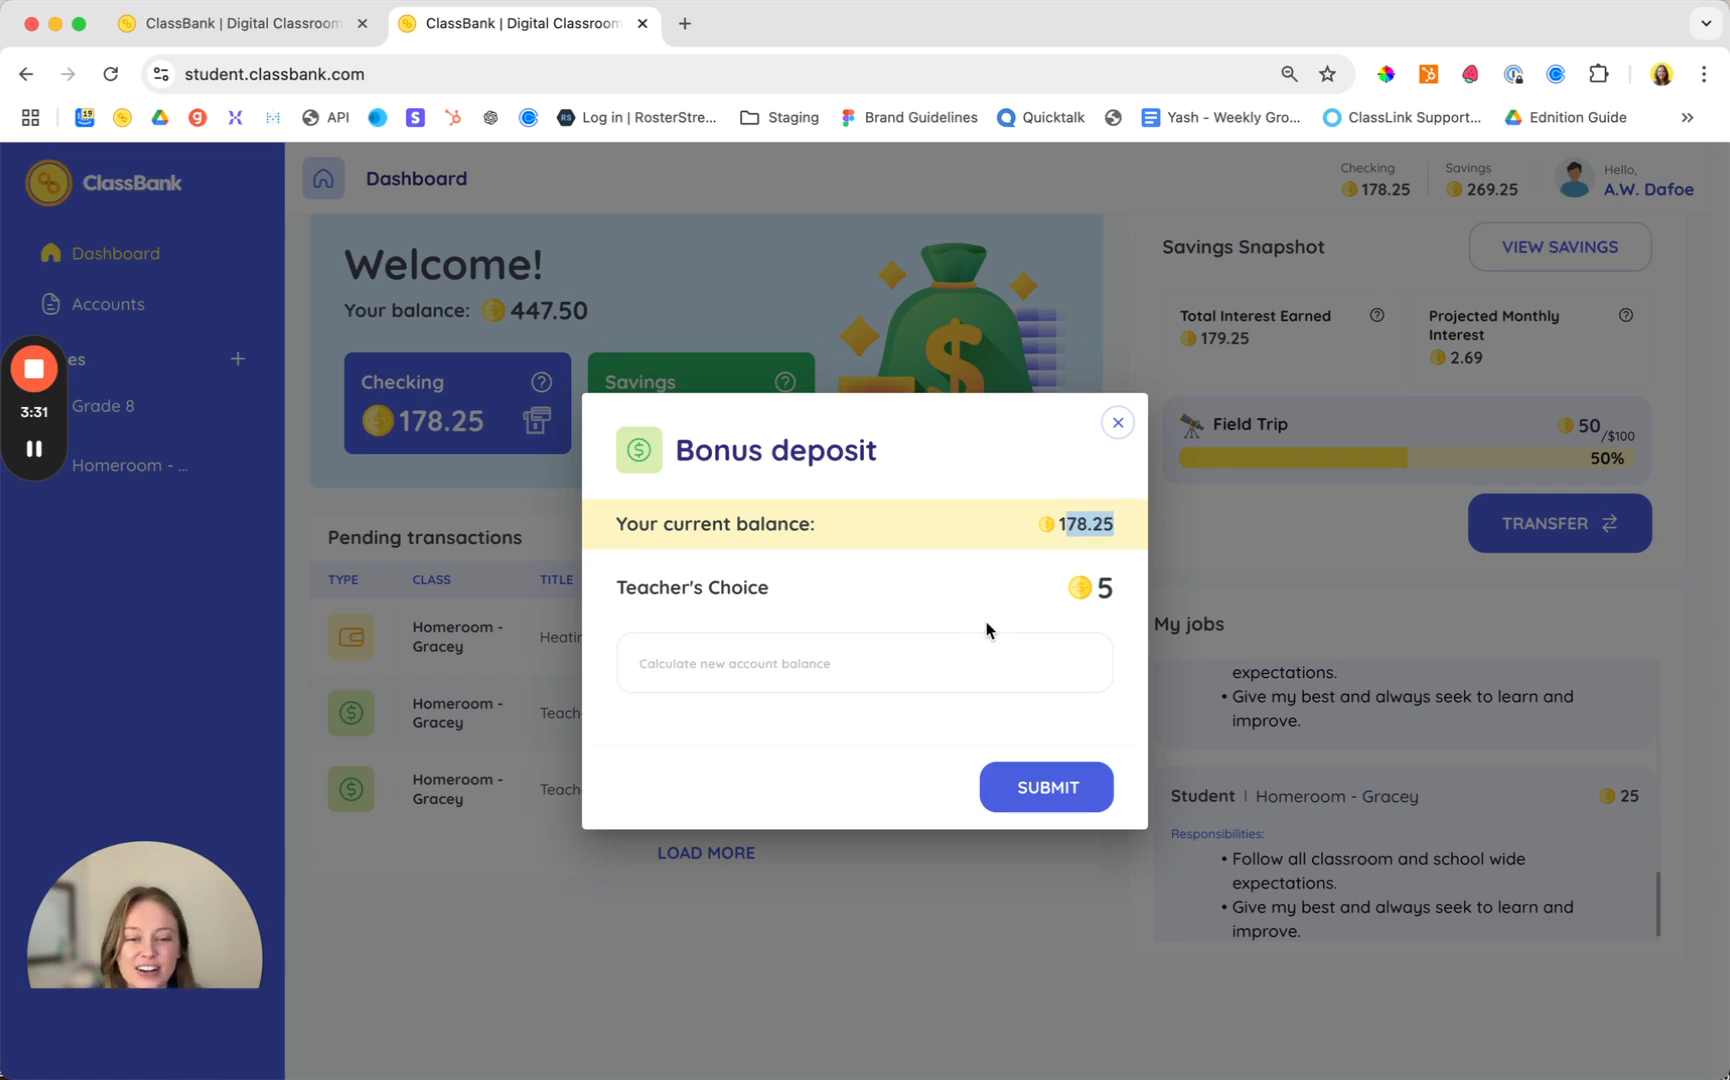 ClassBank | Digital Classroom
ClassBank | Digital Classroom
student.classbank.com
API
Log in | RosterStre...
Staging
Brand Guidelines
Quicktalk
Yash - Weekly Gro...
ClassLink Support...
Ednition Guide
ClassBank
Dashboard
Accounts
es
Grade 8
Homeroom - ...
3:31
Dashboard
Checking
178.25
Savings
269.25
Hello,
A.W. Dafoe
Welcome!
Your balance: 447.50
Checking
178.25
Savings
Pending transactions
TYPE CLASS TITLE
Homeroom -
Gracey
Heatin
Homeroom -
Gracey
Teach
Homeroom -
Gracey
Teach
LOAD MORE
Bonus deposit
Your current balance: 178.25
Teacher's Choice 5
Calculate new account balance
SUBMIT
Savings Snapshot
VIEW SAVINGS
Total Interest Earned
179.25
Projected Monthly
Interest
2.69
Field Trip
50/$100
50%
TRANSFER
My jobs
expectations.
• Give my best and always seek to learn and
improve.
Student | Homeroom - Gracey 25
Responsibilities:
• Follow all classroom and school wide
expectations.
• Give my best and always seek to learn and
improve.